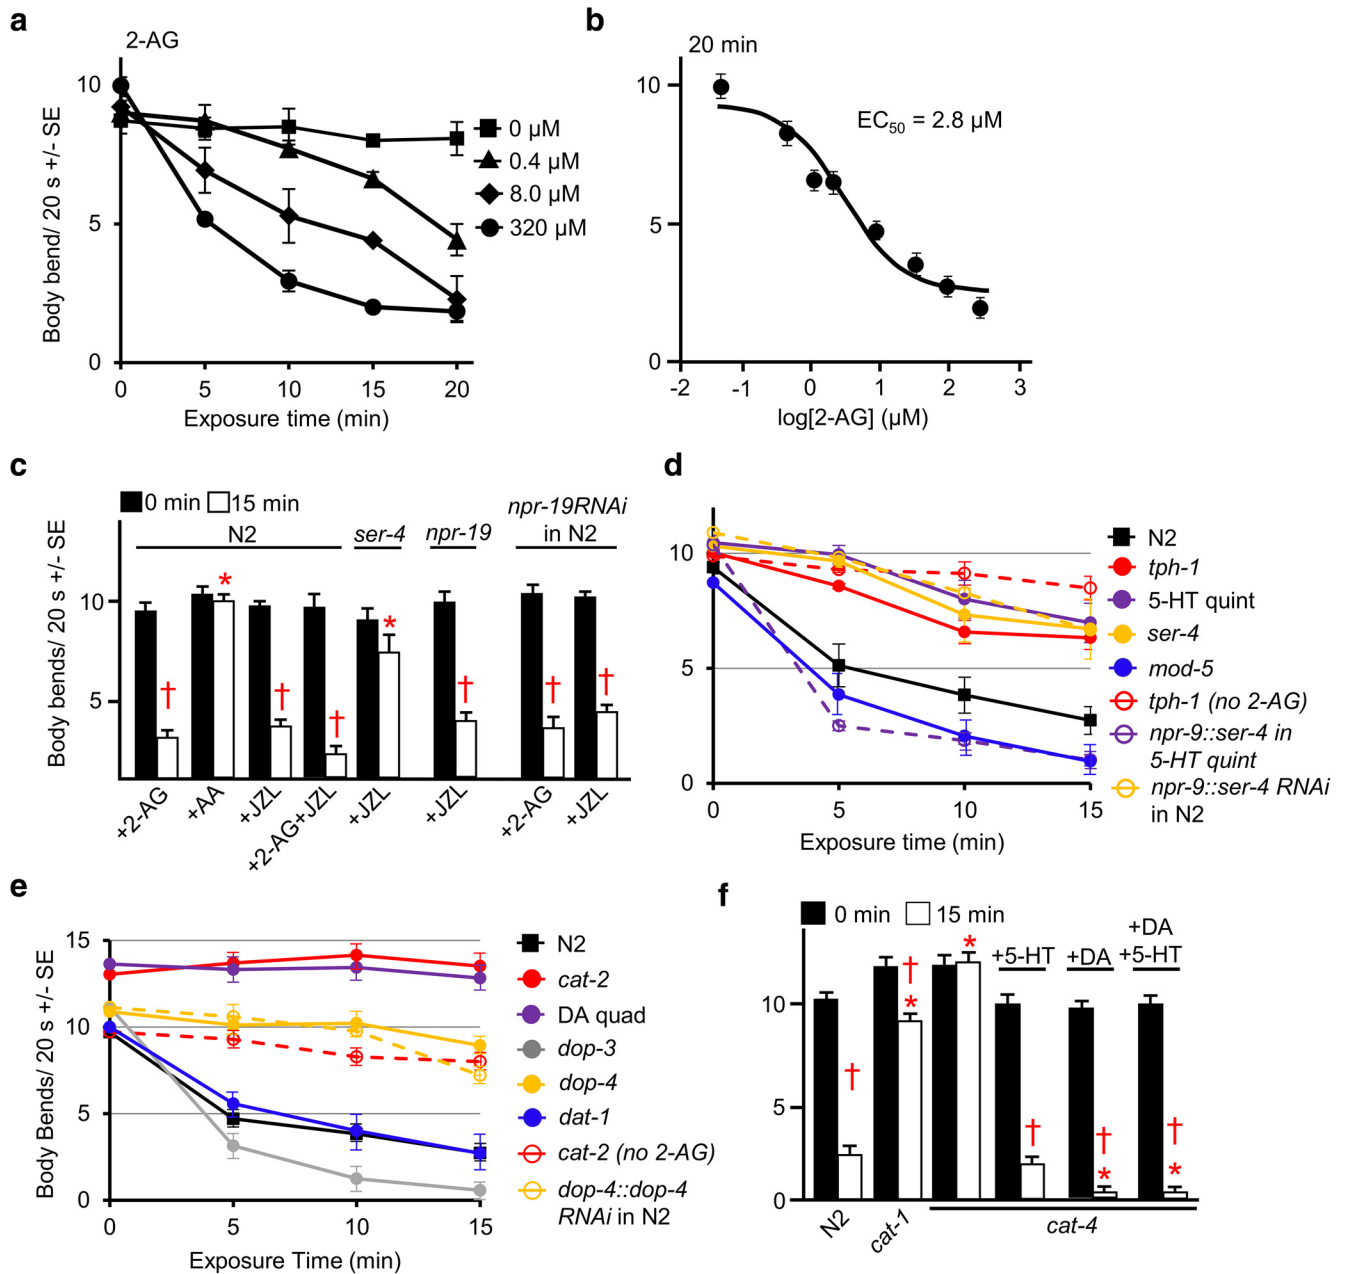 a
2-AG
Body bend/ 20 s +/- SE
10
5
0
0 5 10 15 20
Exposure time (min)
0 µM
0.4 µM
8.0 µM
320 µM
b
20 min
EC50 = 2.8 µM
10
5
0
-2 -1 0 1 2 3
log[2-AG] (µM)
c
0 min 15 min
N2
ser-4
npr-19
npr-19RNAi
in N2
Body bends/ 20 s +/- SE
10
5
* † † † * † † †
+2-AG
+AA
+JZL
+2-AG+JZL
+JZL
+JZL
+2-AG
+JZL
d
10
5
0
0 5 10 15
Exposure time (min)
N2
tph-1
5-HT quint
ser-4
mod-5
tph-1 (no 2-AG)
npr-9::ser-4 in
5-HT quint
npr-9::ser-4 RNAi
in N2
e
Body Bends/ 20 s +/- SE
15
10
5
0
0 5 10 15
Exposure Time (min)
N2
cat-2
DA quad
dop-3
dop-4
dat-1
cat-2 (no 2-AG)
dop-4::dop-4
RNAi in N2
f
0 min 15 min
+5-HT
+DA
+DA
+5-HT
10
5
0
† † * * † † * † *
N2
cat-1
cat-4